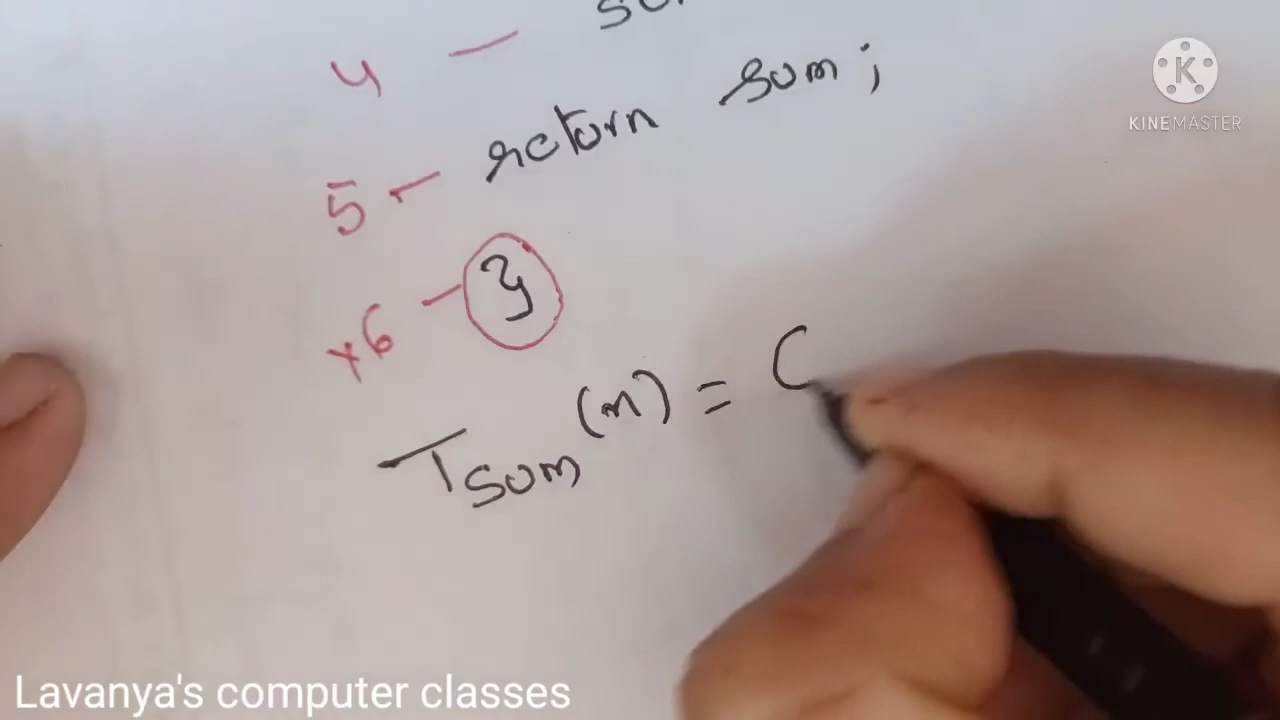 4 —
5 — return sum;
x6 — }
Tsum(n) = C
K
KINEMASTER
Lavanya's computer classes